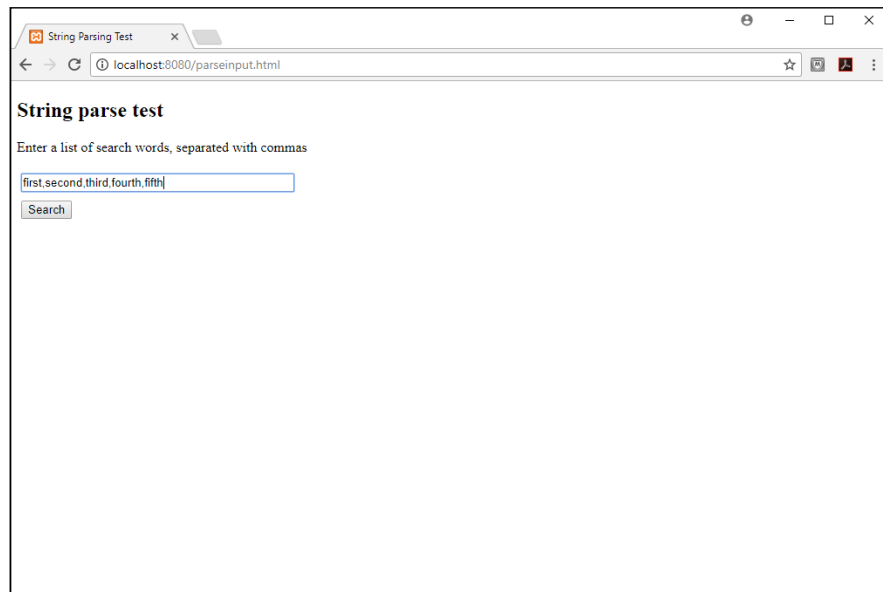 String Parsing Test
localhost:8080/parseinput.html
String parse test
Enter a list of search words, separated with commas
first,second,third,fourth,fifth
Search